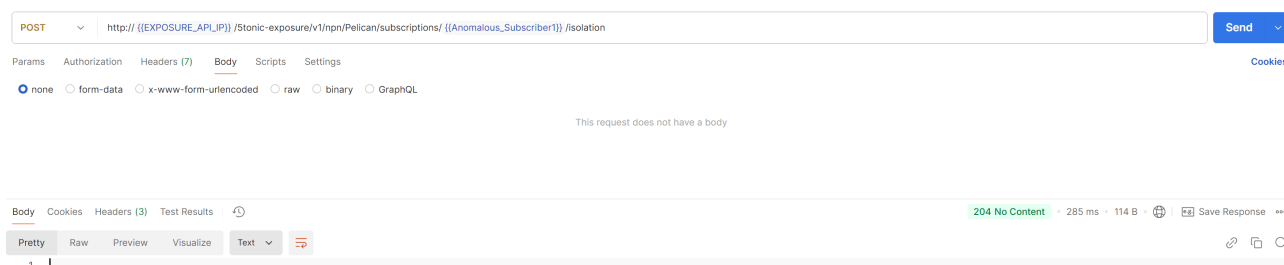 POST http:// {{EXPOSURE_API_IP}} /5tonic-exposure/v1/npn/Pelican/subscriptions/ {{Anomalous_Subscriber1}} /isolation Send
Params Authorization Headers (7) Body Scripts Settings Cookies
none form-data x-www-form-urlencoded raw binary GraphQL
This request does not have a body
Body Cookies Headers (3) Test Results 204 No Content 285 ms 114 B Save Response
Pretty Raw Preview Visualize Text
1